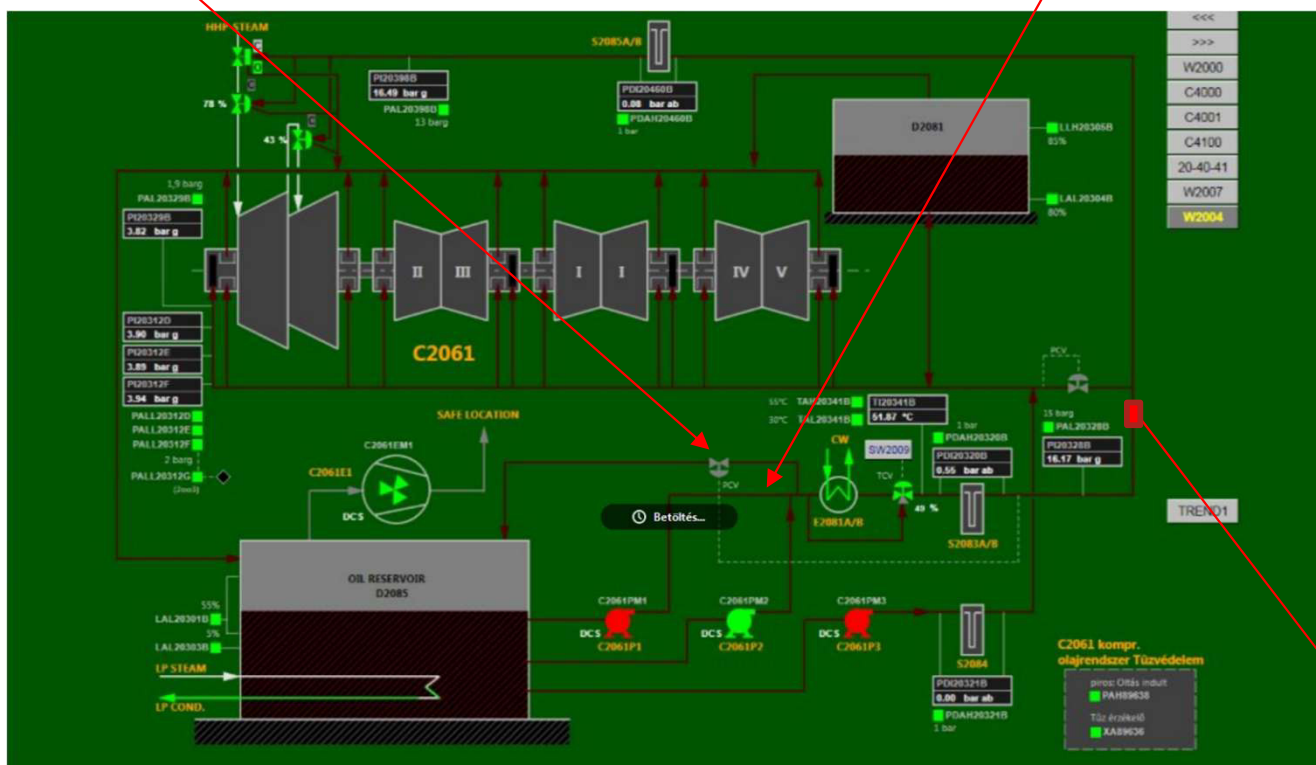 HHP STEAM
S2085A/B
<<<
>>>
W2000
C4000
C4001
C4100
20-40-41
W2007
W2004
PI20398B
16.49 bar g
PAL20398B
13 barg
PDI20460B
0.08 bar ab
PDAH20460B
1 bar
78 %
43 %
D2081
LLH20305B
85%
LAL20304B
80%
1,9 barg
PAL20329B
PI20329B
3.82 bar g
II
III
I
I
IV
V
PI20312D
3.90 bar g
PI20312E
3.89 bar g
PI20312F
3.94 bar g
C2061
PALL20312D
PALL20312E
PALL20312F
2 barg
PALL20312G
(2oo3)
SAFE LOCATION
C2061EM1
C2061E1
DCS
PCV
55°C TAH20341B
30°C TAL20341B
TI20341B
51.87 °C
CW
SW2009
TCV
49 %
1 bar
PDAH20320B
PDI20320B
0.55 bar ab
15 barg
PAL20328B
PI20328B
16.17 bar g
PCV
Betöltés...
E2081A/B
S2083A/B
TREND1
OIL RESERVOIR
D2085
55%
LAL20301B
5%
LAL20303B
LP STEAM
LP COND.
C2061PM1
DCS
C2061P1
C2061PM2
DCS
C2061P2
C2061PM3
DCS
C2061P3
S2084
PDI20321B
0.00 bar ab
PDAH20321B
1 bar
C2061 kompr.
olajrendszer Tűzvédelem
piros: Oltás indult
PAH89638
Tűz érzékelő
XA89636